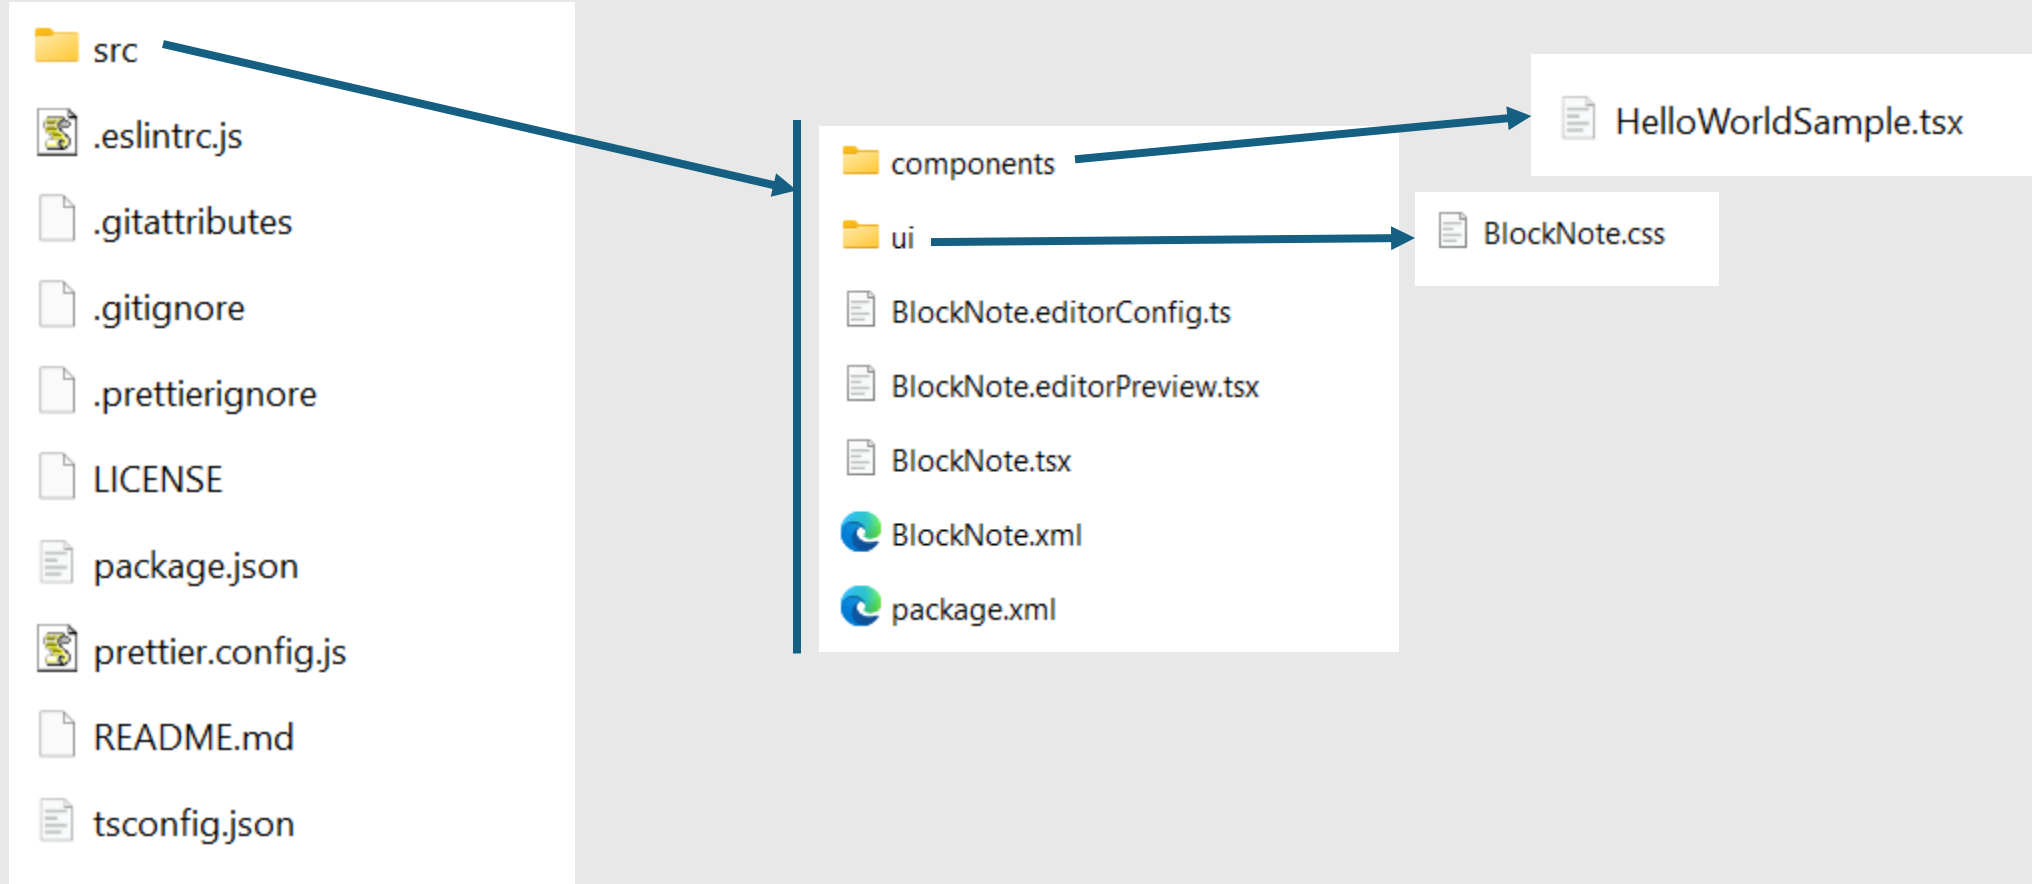 src
.eslintrc.js
.gitattributes
.gitignore
.prettierignore
LICENSE
package.json
prettier.config.js
README.md
tsconfig.json
components
ui
BlockNote.editorConfig.ts
BlockNote.editorPreview.tsx
BlockNote.tsx
BlockNote.xml
package.xml
HelloWorldSample.tsx
BlockNote.css